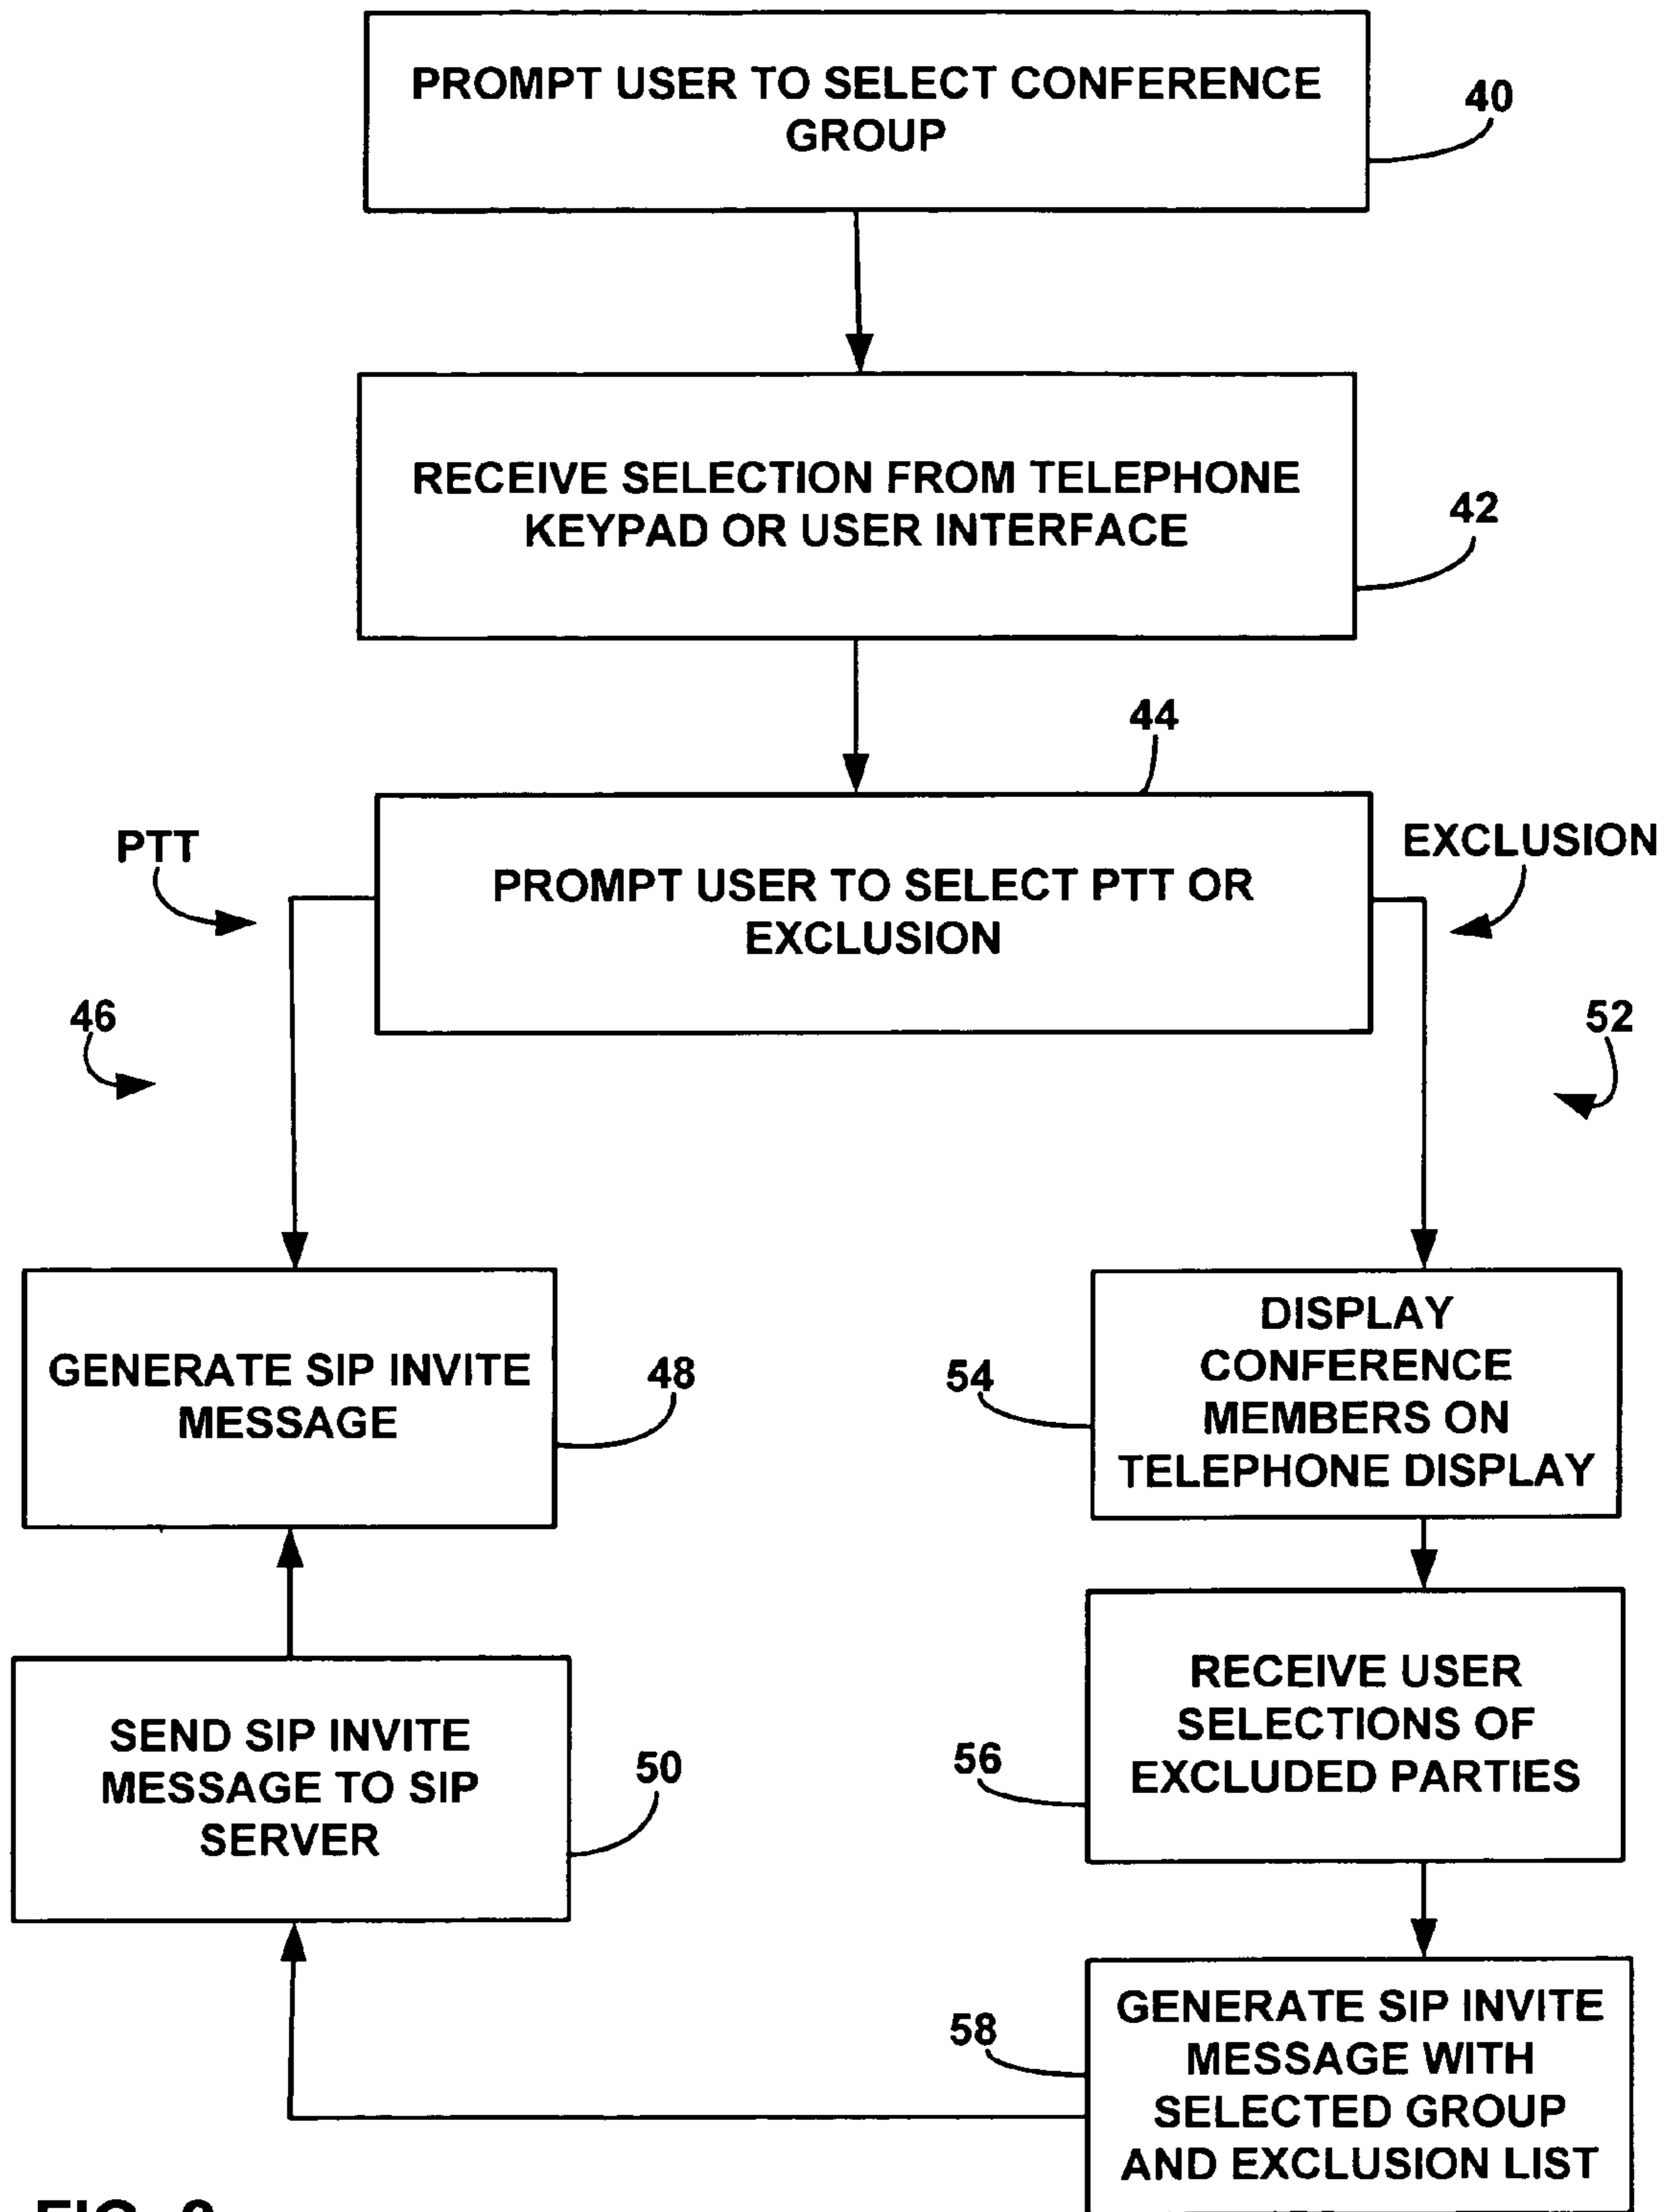 PROMPT USER TO SELECT CONFERENCE
GROUP
40
RECEIVE SELECTION FROM TELEPHONE
KEYPAD OR USER INTERFACE
42
44
PTT
EXCLUSION
PROMPT USER TO SELECT PTT OR
EXCLUSION
46
52
GENERATE SIP INVITE
MESSAGE
48
54
DISPLAY
CONFERENCE
MEMBERS ON
TELEPHONE DISPLAY
SEND SIP INVITE
MESSAGE TO SIP
SERVER
50
56
RECEIVE USER
SELECTIONS OF
EXCLUDED PARTIES
58
GENERATE SIP INVITE
MESSAGE WITH
SELECTED GROUP
AND EXCLUSION LIST
FIG.